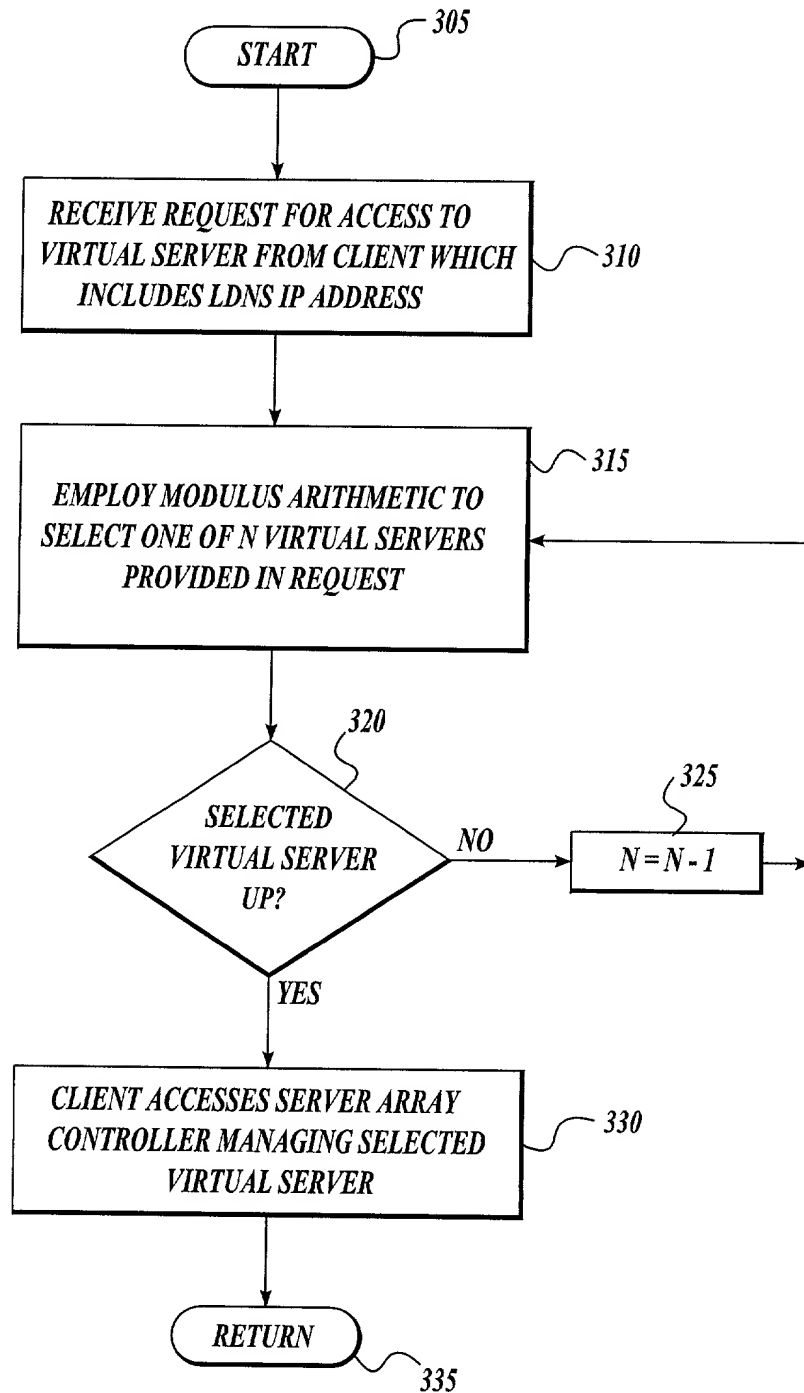 START
305
RECEIVE REQUEST FOR ACCESS TO
VIRTUAL SERVER FROM CLIENT WHICH
INCLUDES LDNS IP ADDRESS
310
315
EMPLOY MODULUS ARITHMETIC TO
SELECT ONE OF N VIRTUAL SERVERS
PROVIDED IN REQUEST
320
SELECTED
VIRTUAL SERVER
UP?
NO
325
N = N - 1
YES
CLIENT ACCESSES SERVER ARRAY
CONTROLLER MANAGING SELECTED
VIRTUAL SERVER
330
RETURN
335